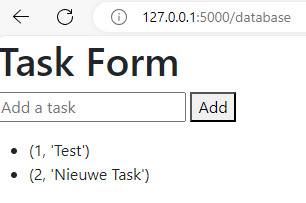 127.0.0.1:5000/database
Task Form
Add a task Add
(1, 'Test')
(2, 'Nieuwe Task')